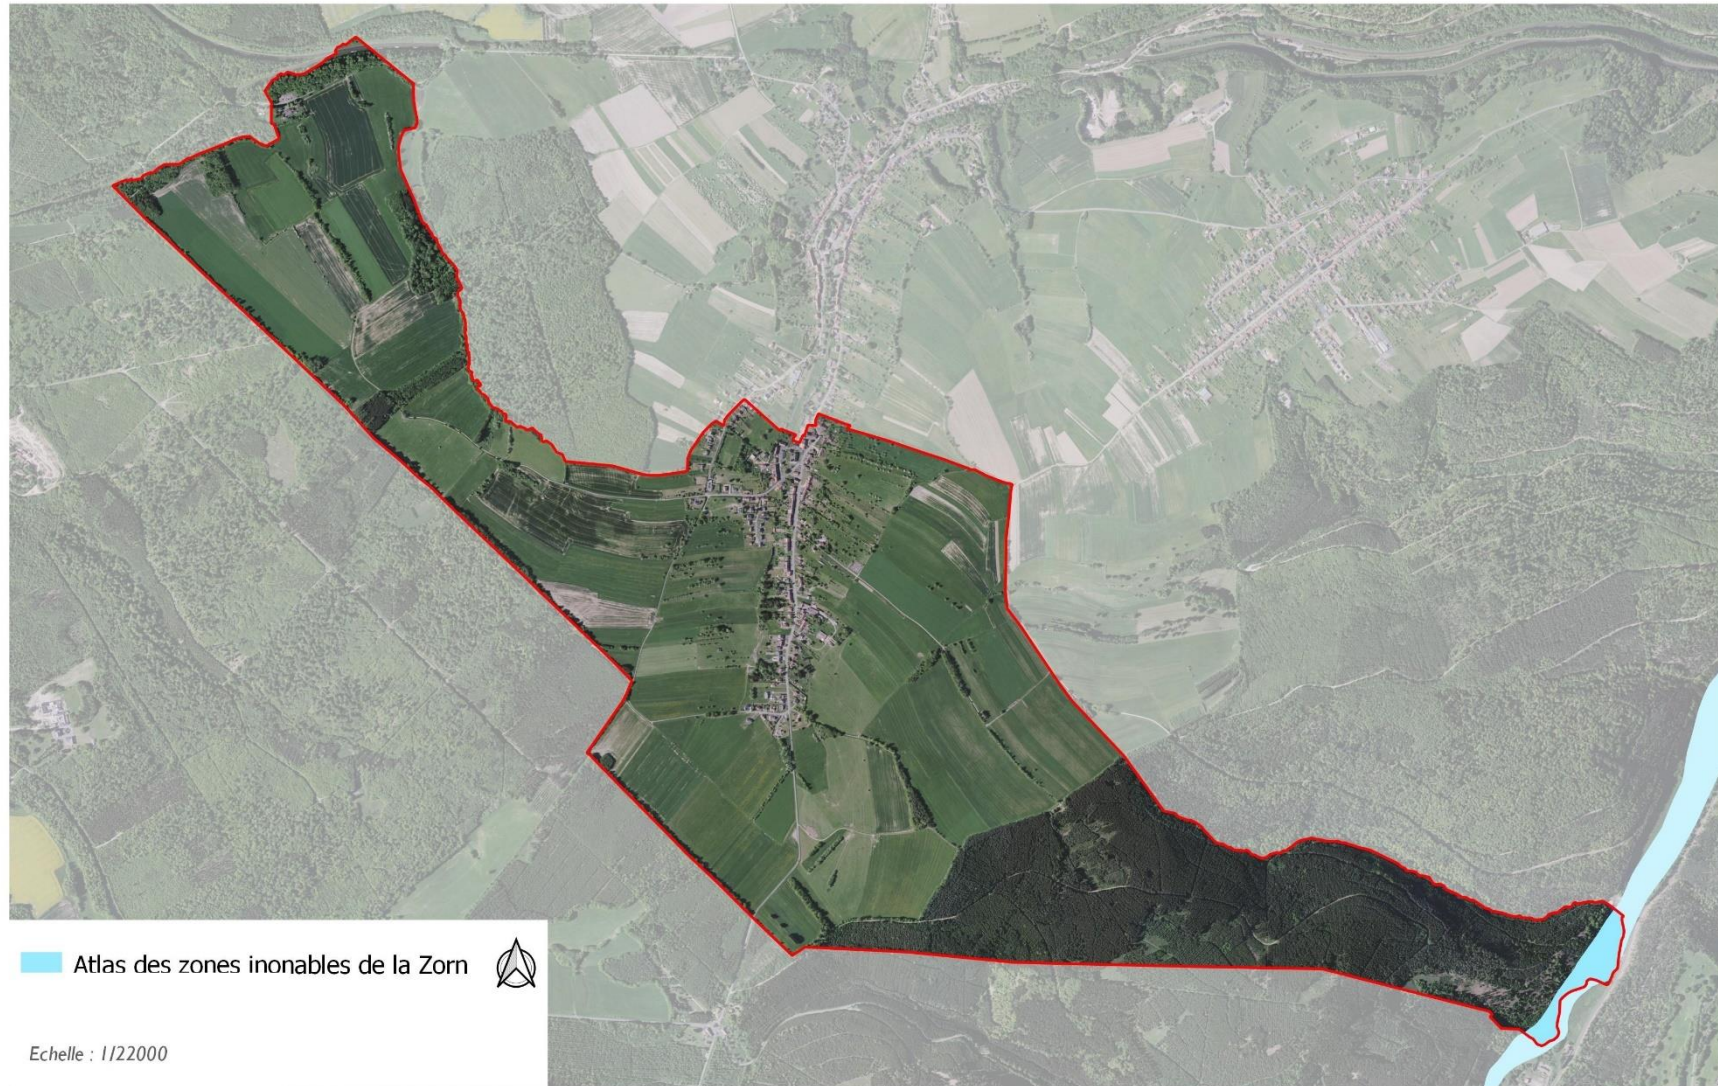 Atlas des zones inonables de la Zorn
Echelle : 1/22000